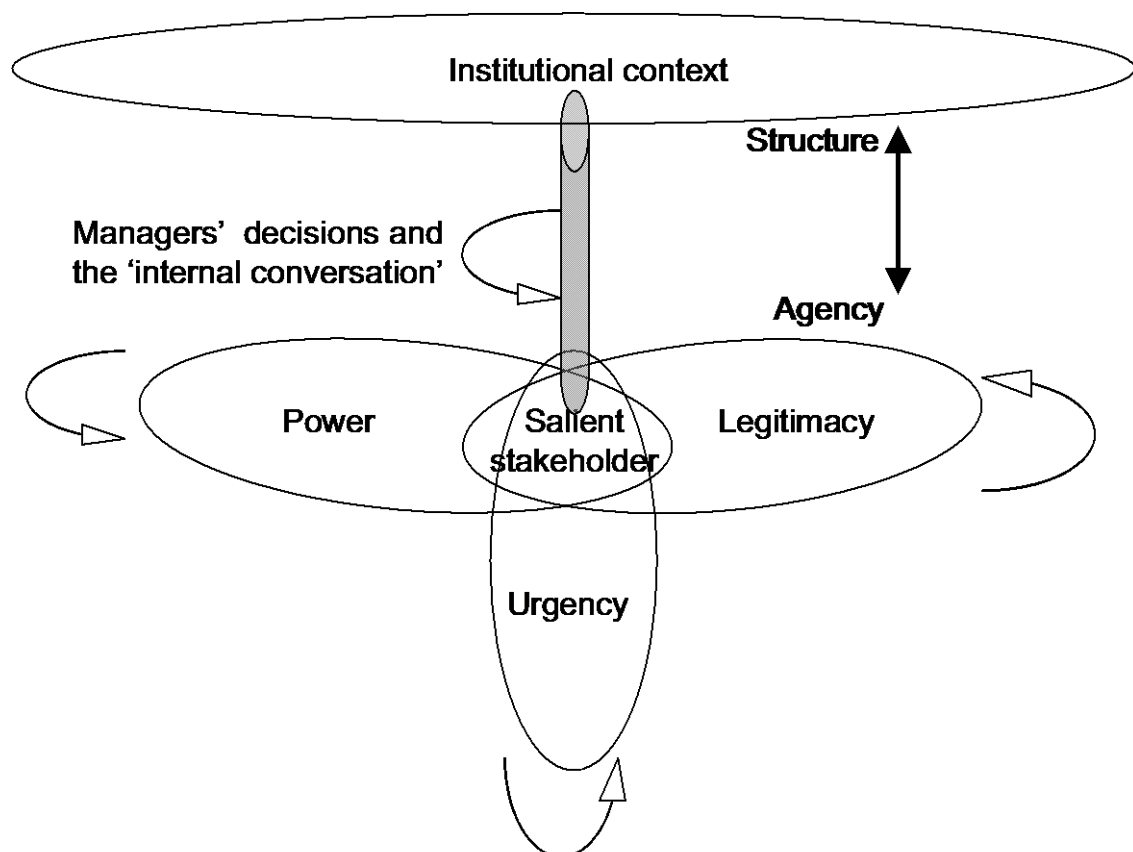 Institutional context
Structure
Managers’ decisions and
the ‘internal conversation’
Agency
Power
Salient
stakeholder
Legitimacy
Urgency